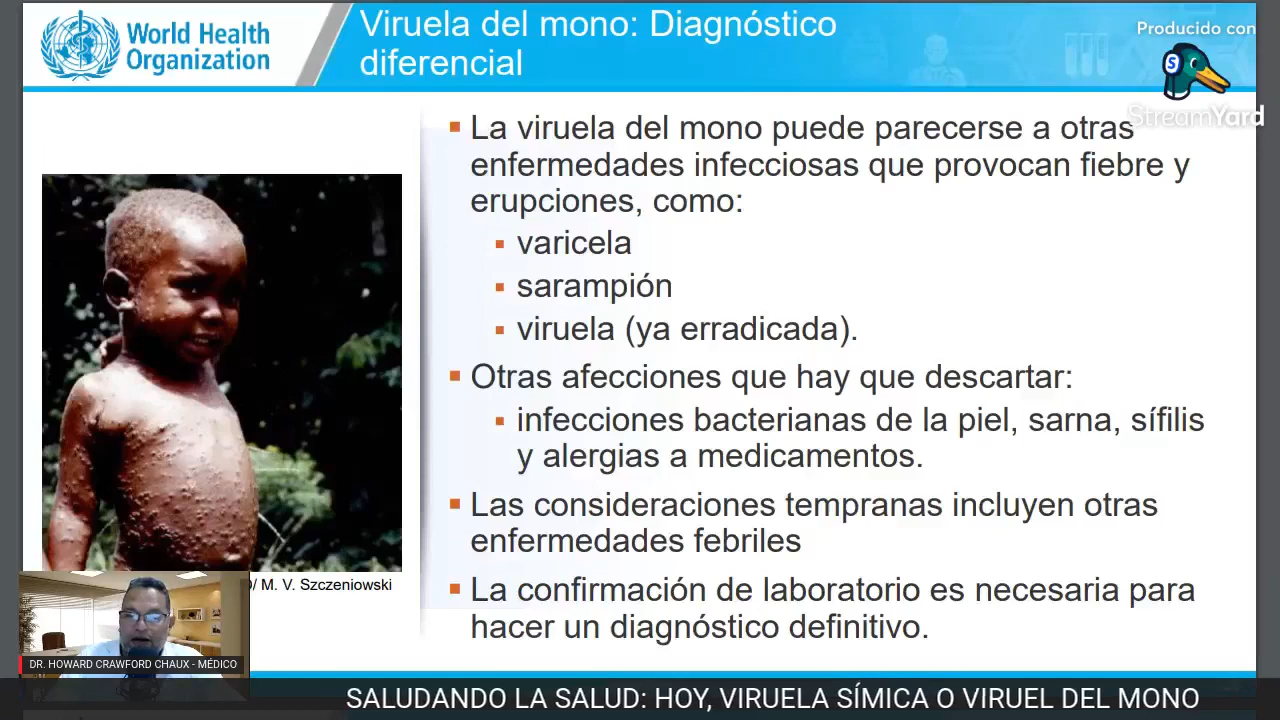 World Health
Organization
Viruela del mono: Diagnóstico
diferencial
Producido con
S
StreamYard
La viruela del mono puede parecerse a otras
enfermedades infecciosas que provocan fiebre y
erupciones, como:
varicela
sarampión
viruela (ya erradicada).
Otras afecciones que hay que descartar:
infecciones bacterianas de la piel, sarna, sífilis
y alergias a medicamentos.
Las consideraciones tempranas incluyen otras
enfermedades febriles
La confirmación de laboratorio es necesaria para
hacer un diagnóstico definitivo.
/ M. V. Szczeniowski
DR. HOWARD CRAWFORD CHAUX - MÉDICO
SALUDANDO LA SALUD: HOY, VIRUELA SÍMICA O VIRUEL DEL MONO